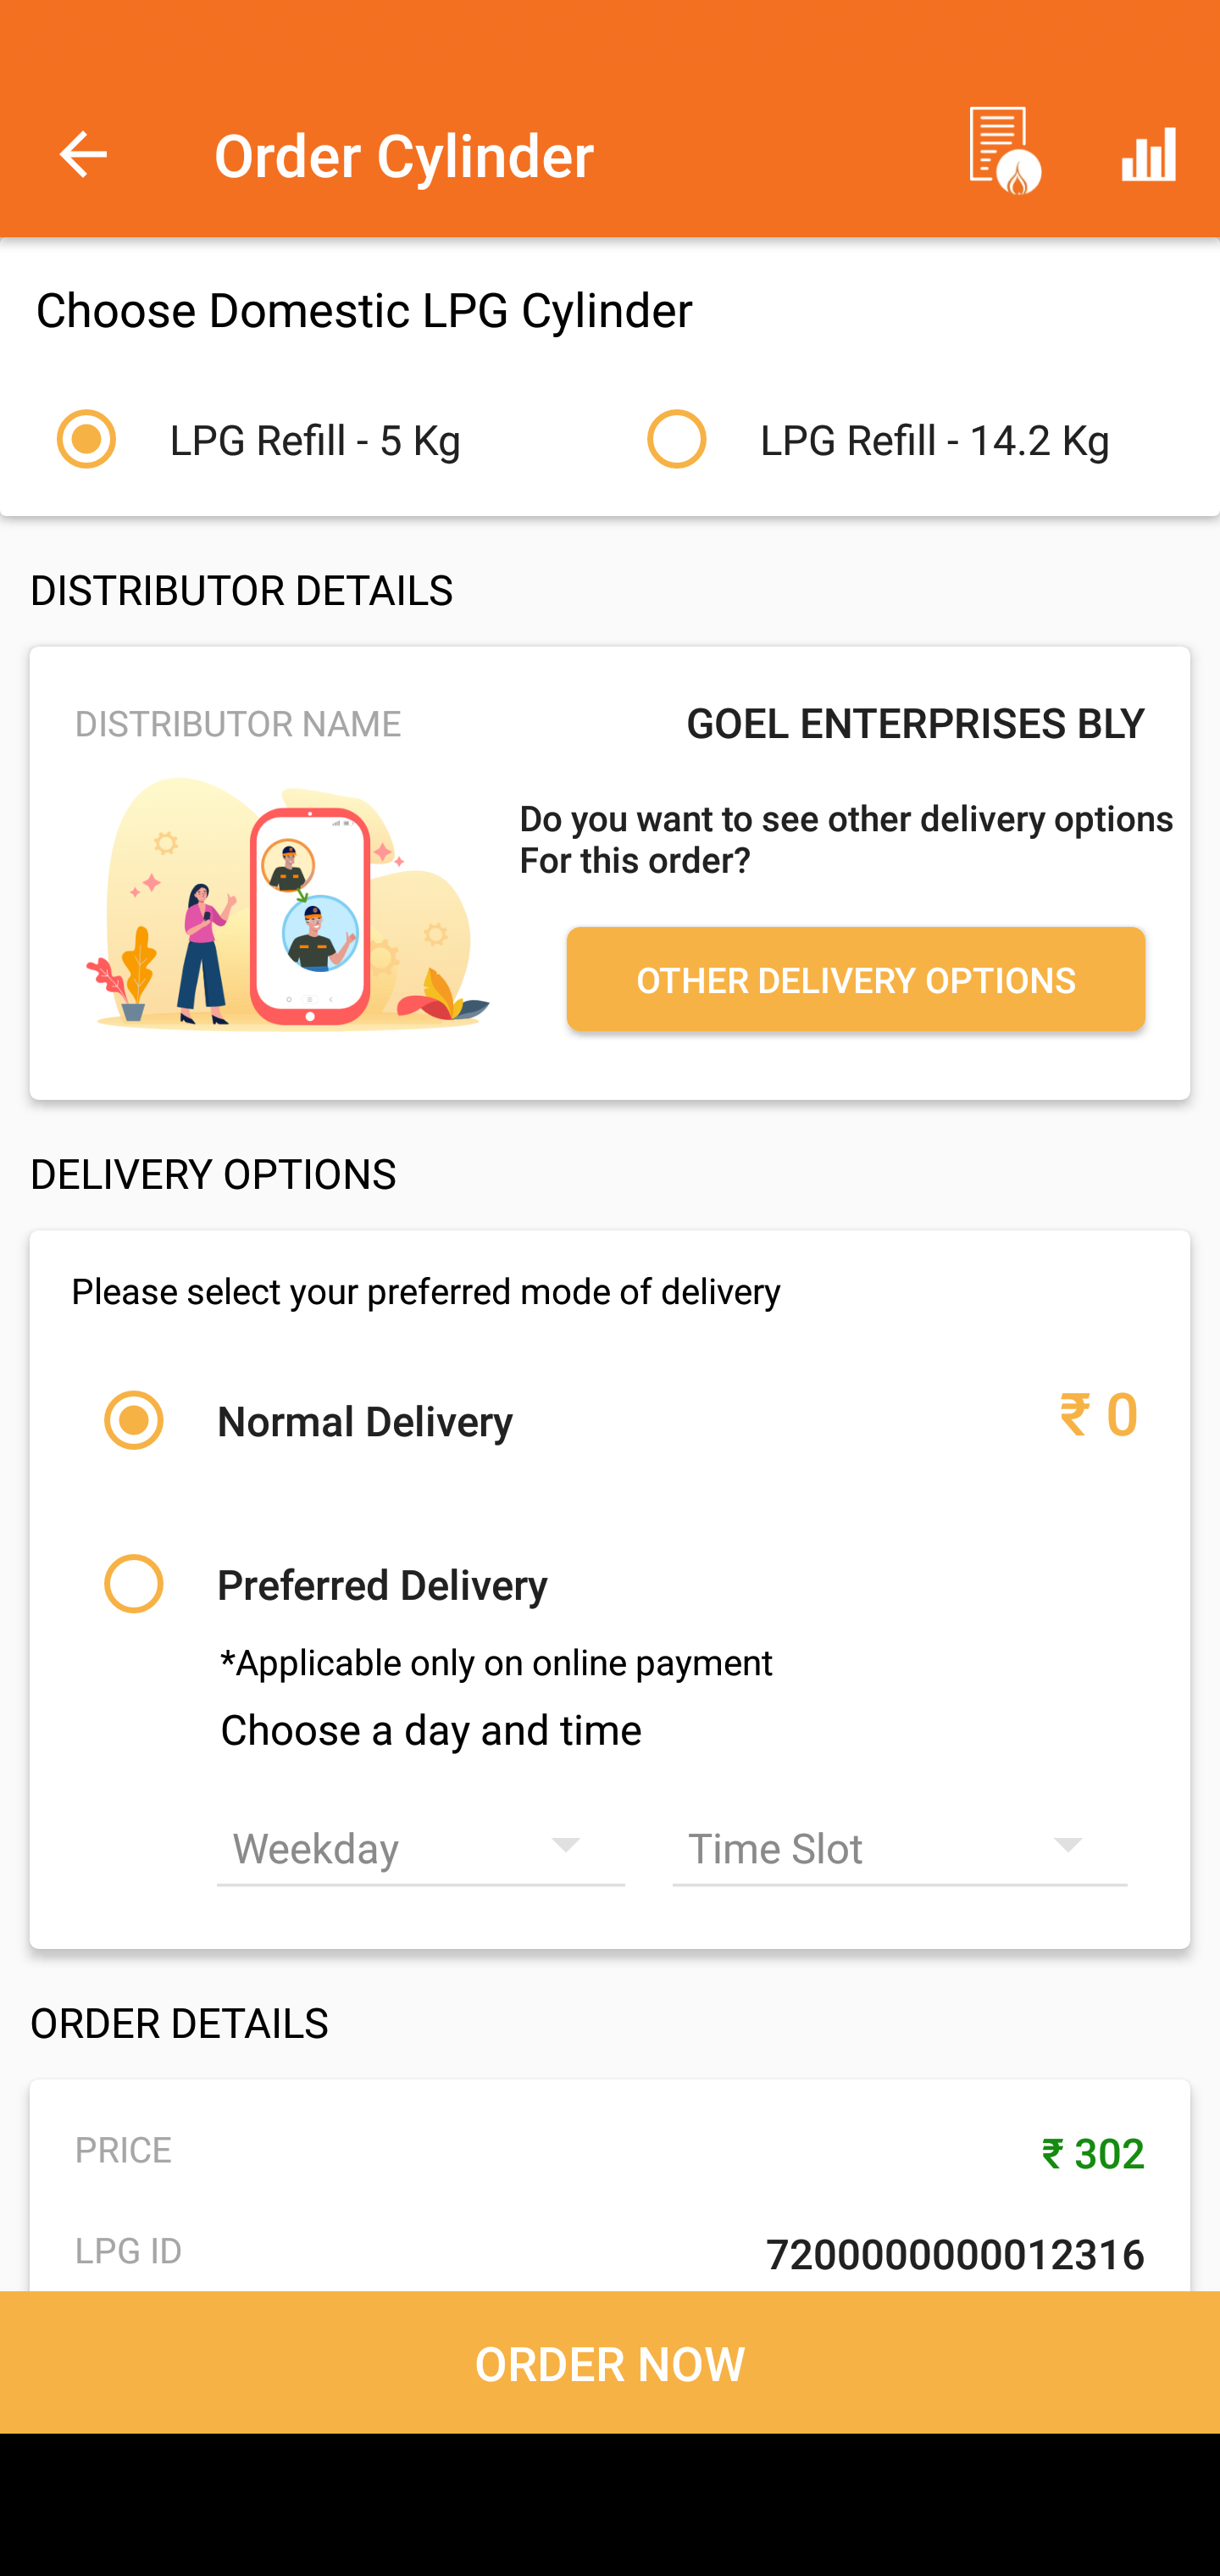 Order Cylinder
Choose Domestic LPG Cylinder
LPG Refill - 5 Kg
LPG Refill - 14.2 Kg
DISTRIBUTOR DETAILS
DISTRIBUTOR NAME
GOEL ENTERPRISES BLY
Do you want to see other delivery options
For this order?
OTHER DELIVERY OPTIONS
DELIVERY OPTIONS
Please select your preferred mode of delivery
Normal Delivery
₹ 0
Preferred Delivery
*Applicable only on online payment
Choose a day and time
Weekday
Time Slot
ORDER DETAILS
PRICE
₹ 302
LPG ID
7200000000012316
ORDER NOW